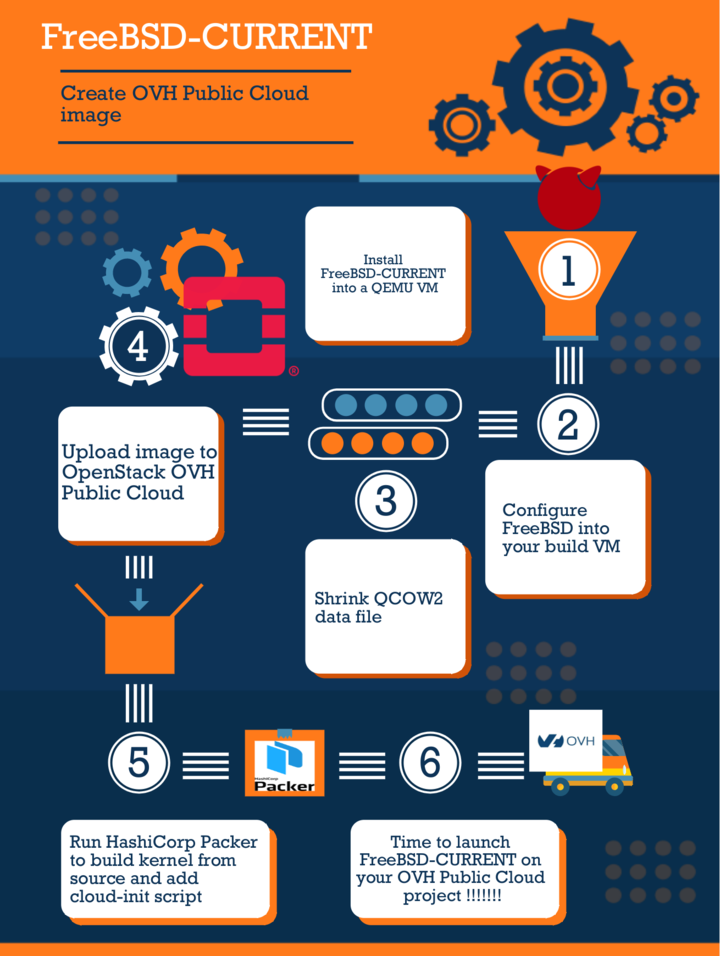 FreeBSD-CURRENT
Create OVH Public Cloud
image
1
Install
FreeBSD-CURRENT
into a QEMU VM
2
Configure
FreeBSD into
your build VM
3
Shrink QCOW2
data file
4
®
Upload image to
OpenStack OVH
Public Cloud
5
HashiCorp
Packer
Run HashiCorp Packer
to build kernel from
source and add
cloud-init script
6
OVH
Time to launch
FreeBSD-CURRENT on
your OVH Public Cloud
project !!!!!!!